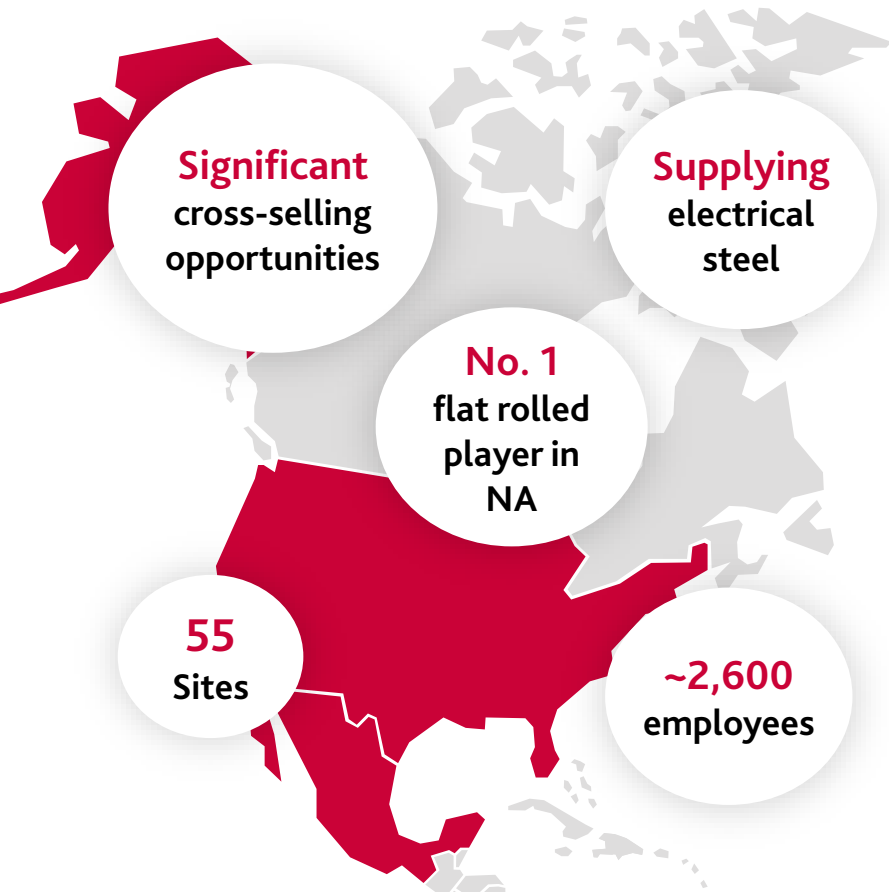 Significant
cross-selling
opportunities
Supplying
electrical
steel
No. 1
flat rolled
player in
NA
55
Sites
~2,600
employees